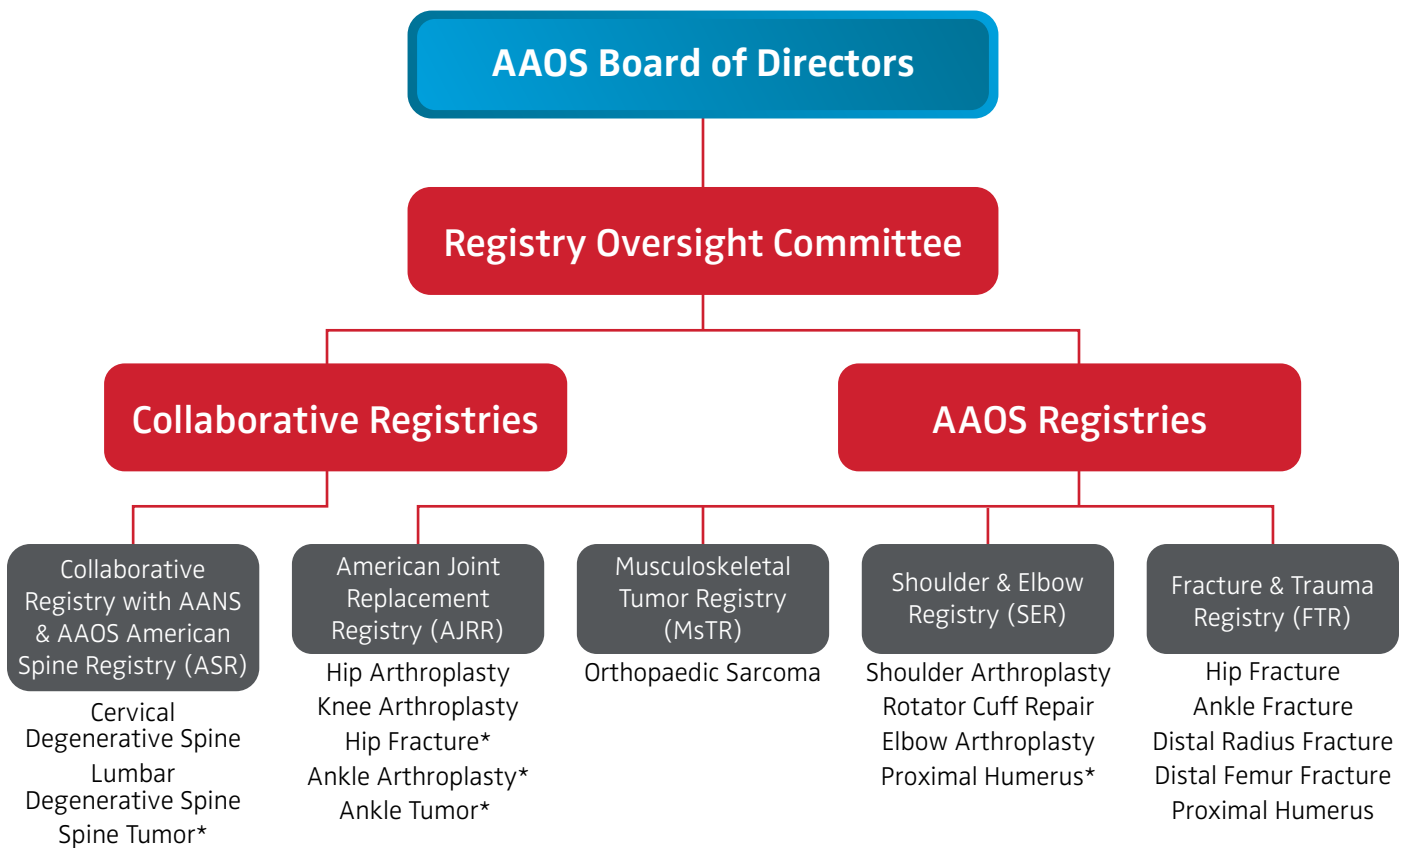 AAOS Board of Directors
Registry Oversight Committee
Collaborative Registries
AAOS Registries
Collaborative
Registry with AANS
& AAOS American
Spine Registry (ASR)
Cervical
Degenerative Spine
Lumbar
Degenerative Spine
Spine Tumor*
American Joint
Replacement
Registry (AJRR)
Hip Arthroplasty
Knee Arthroplasty
Hip Fracture*
Ankle Arthroplasty*
Ankle Tumor*
Musculoskeletal
Tumor Registry
(MsTR)
Orthopaedic Sarcoma
Shoulder & Elbow
Registry (SER)
Shoulder Arthroplasty
Rotator Cuff Repair
Elbow Arthroplasty
Proximal Humerus*
Fracture & Trauma
Registry (FTR)
Hip Fracture
Ankle Fracture
Distal Radius Fracture
Distal Femur Fracture
Proximal Humerus